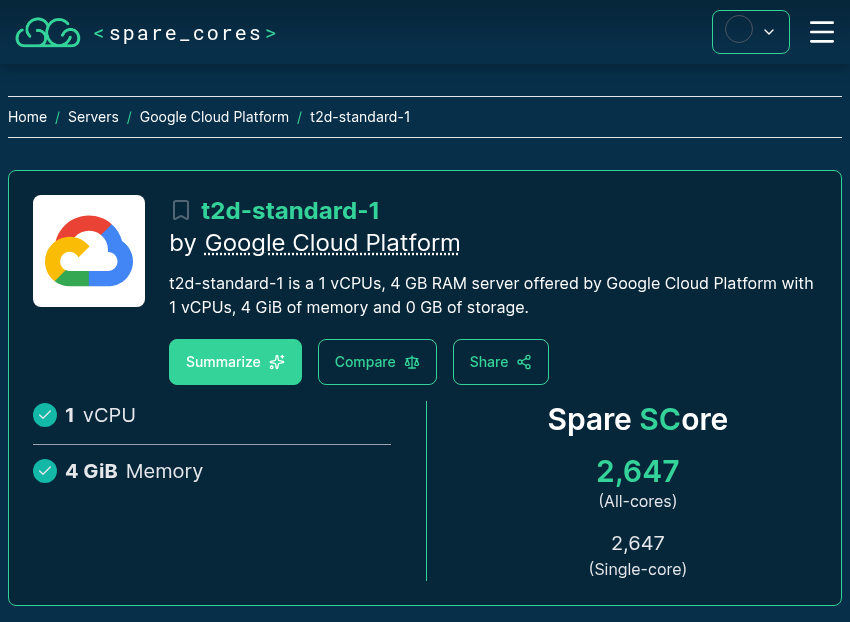 <spare_cores>
Home / Servers / Google Cloud Platform / t2d-standard-1
t2d-standard-1
by Google Cloud Platform
t2d-standard-1 is a 1 vCPUs, 4 GB RAM server offered by Google Cloud Platform with
1 vCPUs, 4 GiB of memory and 0 GB of storage.
Summarize
Compare
Share
1 vCPU
4 GiB Memory
Spare SCore
2,647
(All-cores)
2,647
(Single-core)